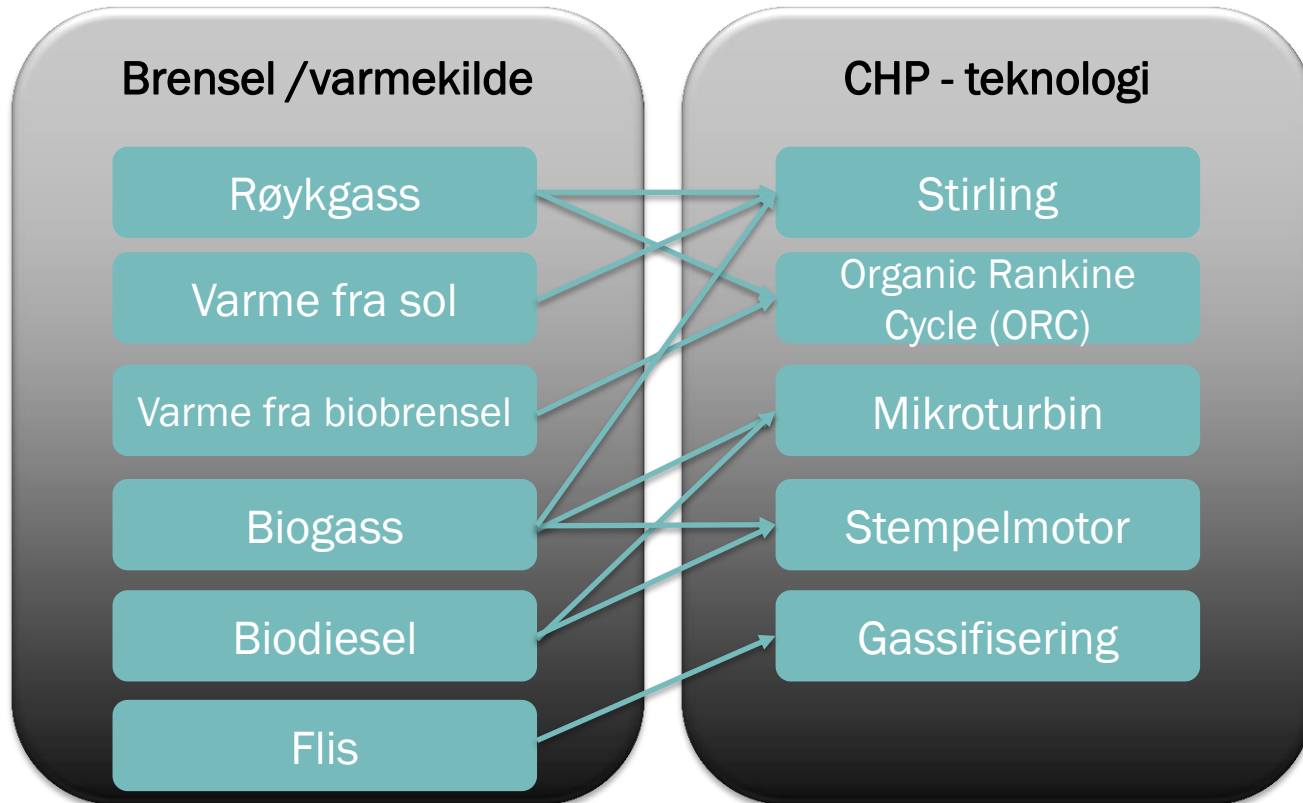 Brensel /varmekilde
Røykgass
Varme fra sol
Varme fra biobrensel
Biogass
Biodiesel
Flis
CHP - teknologi
Stirling
Organic Rankine
Cycle (ORC)
Mikroturbin
Stempelmotor
Gassifisering